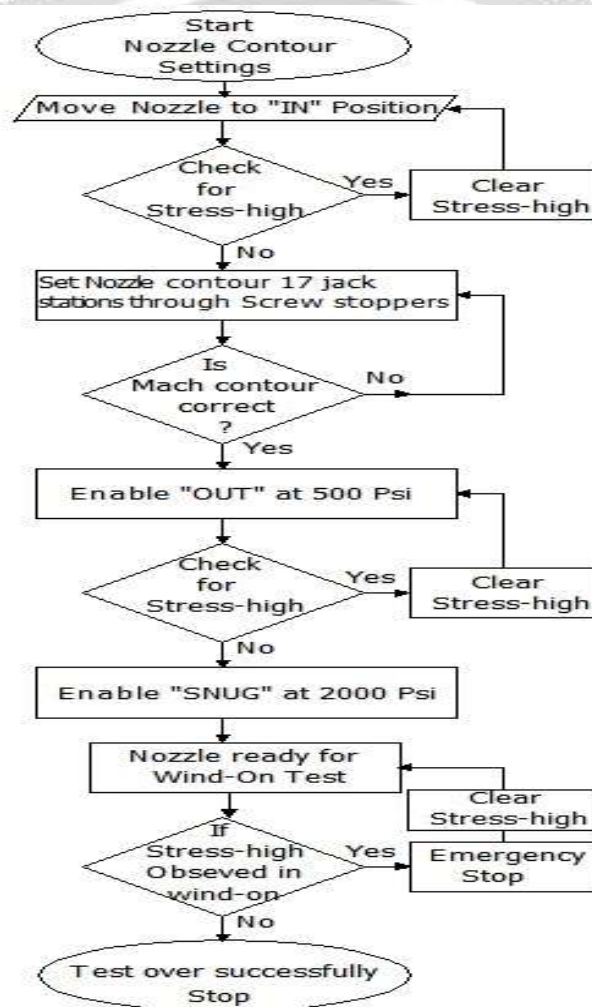 Start
Nozzle Contour
Settings
Move Nozzle to "IN" Position
Check
for
Stress-high
Yes
Clear
Stress-high
No
Set Nozzle contour 17 jack
stations through Screw stoppers
Is
Mach contour
correct
?
No
Yes
Enable "OUT" at 500 Psi
Check
for
Stress-high
Yes
Clear
Stress-high
No
Enable "SNUG" at 2000 Psi
Nozzle ready for
Wind-On Test
Clear
Stress-high
If
Stress-high
Obseved in
wind-on
Yes
Emergency
Stop
No
Test over successfully
Stop